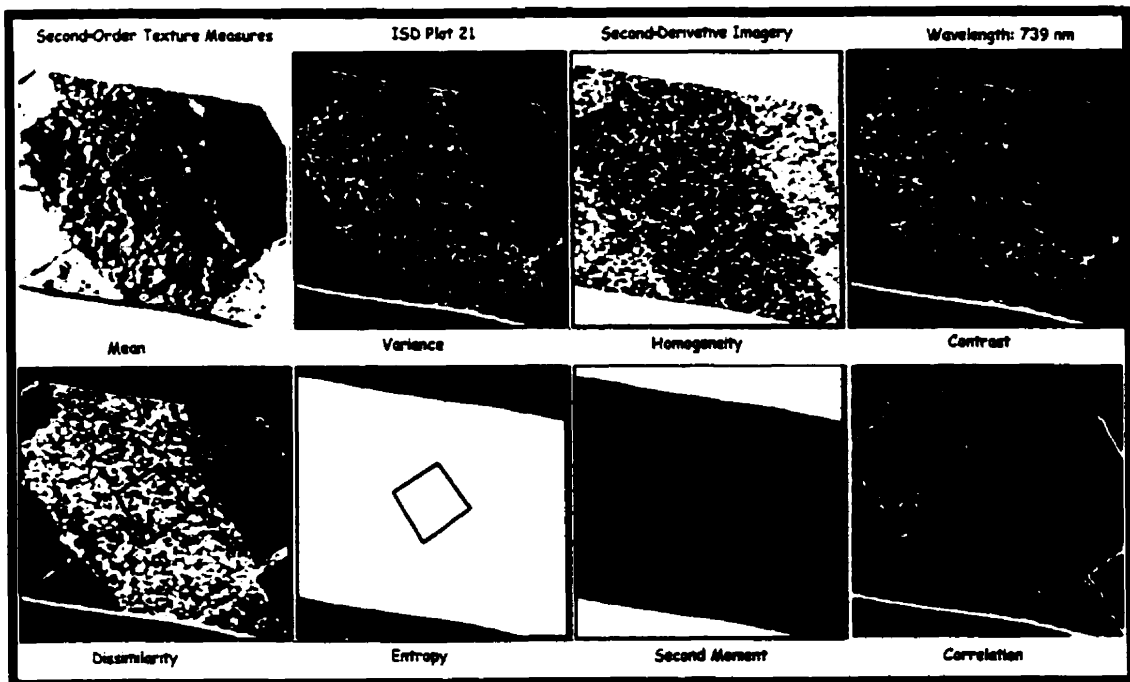 Second-Order Texture Measures ISD Plot 21 Second-Derivative Imagery Wavelength: 739 nm
Mean Variance Homogeneity Contrast
Dissimilarity Entropy Second Moment Correlation